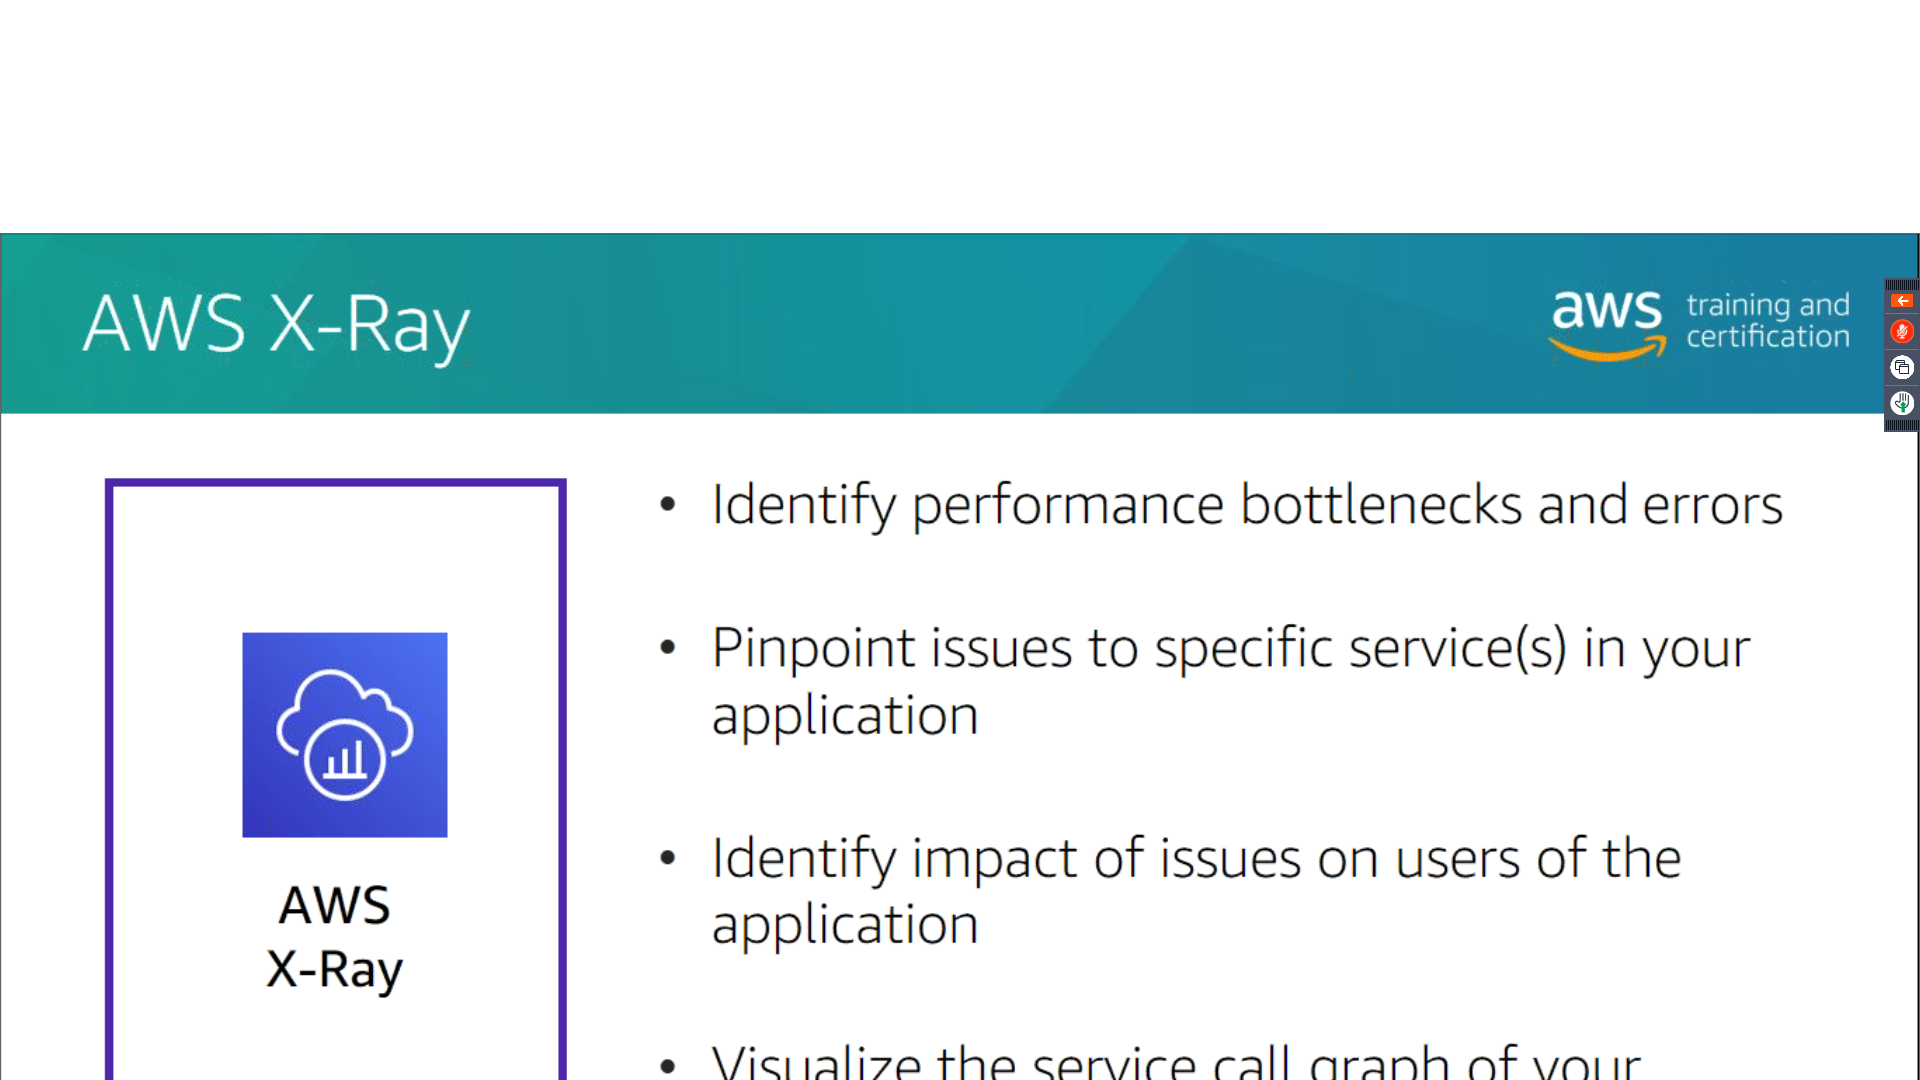 AWS X-Ray
aws training and
certification
• Identify performance bottlenecks and errors
• Pinpoint issues to specific service(s) in your
application
• Identify impact of issues on users of the
application
AWS
X-Ray
• Visualize the service call graph of your